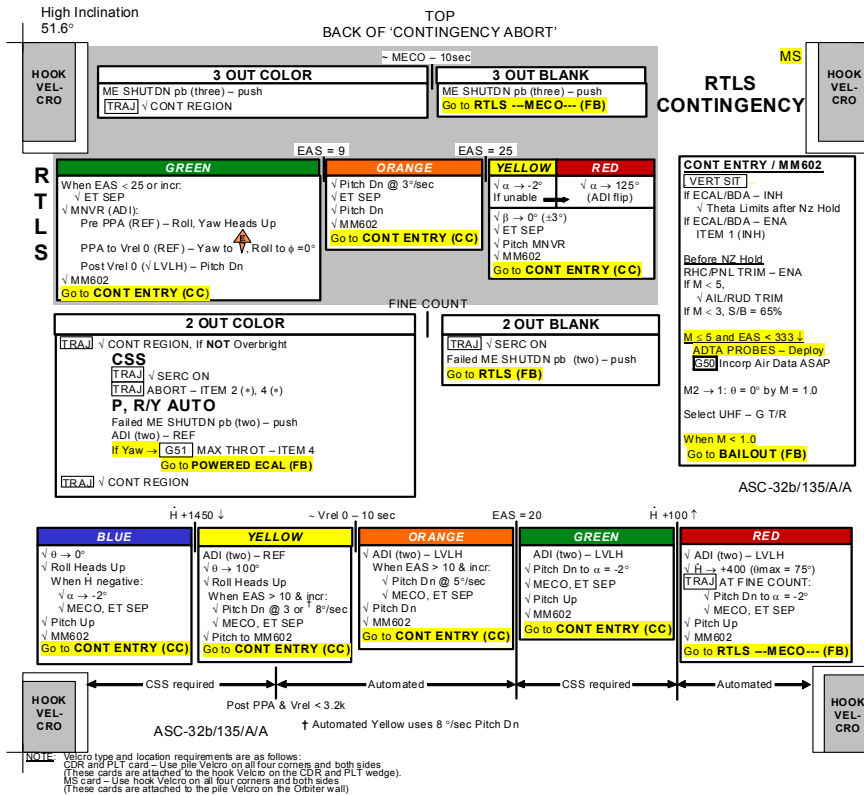 High Inclination
51.6°
TOP
BACK OF 'CONTINGENCY ABORT'
MS
HOOK
VEL-
CRO
HOOK
VEL-
CRO
RTLS
CONTINGENCY
~ MECO – 10sec
3 OUT COLOR
ME SHUTDN pb (three) – push
TRAJ √ CONT REGION
3 OUT BLANK
ME SHUTDN pb (three) – push
Go to RTLS ---MECO--- (FB)
RTLS
EAS = 9
EAS = 25
GREEN
When EAS < 25 or incr:
√ ET SEP
√ MNVR (ADI):
Pre PPA (REF) – Roll, Yaw Heads Up
PPA to Vrel 0 (REF) – Yaw to E, Roll to ϕ =0°
Post Vrel 0 (√ LVLH) – Pitch Dn
√ MM602
Go to CONT ENTRY (CC)
ORANGE
√ Pitch Dn @ 3°/sec
√ ET SEP
√ Pitch Dn
√ MM602
Go to CONT ENTRY (CC)
YELLOW
√ α → -2°
If unable
RED
√ α → 125°
(ADI flip)
√ β → 0° (±3°)
√ ET SEP
√ Pitch MNVR
√ MM602
Go to CONT ENTRY (CC)
CONT ENTRY / MM602
VERT SIT
If ECAL/BDA – INH
√ Theta Limits after Nz Hold
If ECAL/BDA – ENA
ITEM 1 (INH)
Before NZ Hold
RHC/PNL TRIM – ENA
If M < 5,
√ AIL/RUD TRIM
If M < 3, S/B = 65%
M ≤ 5 and EAS < 333 ↓
ADTA PROBES – Deploy
G50 Incorp Air Data ASAP
M2 → 1: θ = 0° by M = 1.0
Select UHF – G T/R
When M < 1.0
Go to BAILOUT (FB)
ASC-32b/135/A/A
FINE COUNT
2 OUT COLOR
TRAJ √ CONT REGION, If NOT Overbright
CSS
TRAJ √ SERC ON
TRAJ ABORT – ITEM 2 (*), 4 (*)
P, R/Y AUTO
Failed ME SHUTDN pb (two) – push
ADI (two) – REF
If Yaw → G51 MAX THROT – ITEM 4
Go to POWERED ECAL (FB)
TRAJ √ CONT REGION
2 OUT BLANK
TRAJ √ SERC ON
Failed ME SHUTDN pb (two) – push
Go to RTLS (FB)
Ḣ +1450 ↓
~ Vrel 0 – 10 sec
EAS = 20
Ḣ +100 ↑
BLUE
√ θ → 0°
√ Roll Heads Up
When Ḣ negative:
√ α → -2°
√ MECO, ET SEP
√ Pitch Up
√ MM602
Go to CONT ENTRY (CC)
YELLOW
ADI (two) – REF
√ θ → 100°
√ Roll Heads Up
When EAS > 10 & incr:
√ Pitch Dn @ 3 or † 8°/sec
√ MECO, ET SEP
√ Pitch to MM602
Go to CONT ENTRY (CC)
ORANGE
√ ADI (two) – LVLH
When EAS > 10 & incr:
√ Pitch Dn @ 5°/sec
√ MECO, ET SEP
√ Pitch Dn
√ MM602
Go to CONT ENTRY (CC)
GREEN
ADI (two) – LVLH
√ Pitch Dn to α = -2°
√ MECO, ET SEP
√ Pitch Up
√ MM602
Go to CONT ENTRY (CC)
RED
√ ADI (two) – LVLH
√ Ḣ → +400 (θmax = 75°)
TRAJ AT FINE COUNT:
√ Pitch Dn to α = -2°
√ MECO, ET SEP
√ Pitch Up
√ MM602
Go to RTLS ---MECO--- (FB)
CSS required
Automated
CSS required
Automated
Post PPA & Vrel < 3.2k
HOOK
VEL-
CRO
HOOK
VEL-
CRO
ASC-32b/135/A/A
† Automated Yellow uses 8 °/sec Pitch Dn
NOTE: Velcro type and location requirements are as follows:
CDR and PLT card – Use pile Velcro on all four corners and both sides
(These cards are attached to the hook Velcro on the CDR and PLT wedge).
MS card – Use hook Velcro on all four corners and both sides
(These cards are attached to the pile Velcro on the Orbiter wall)